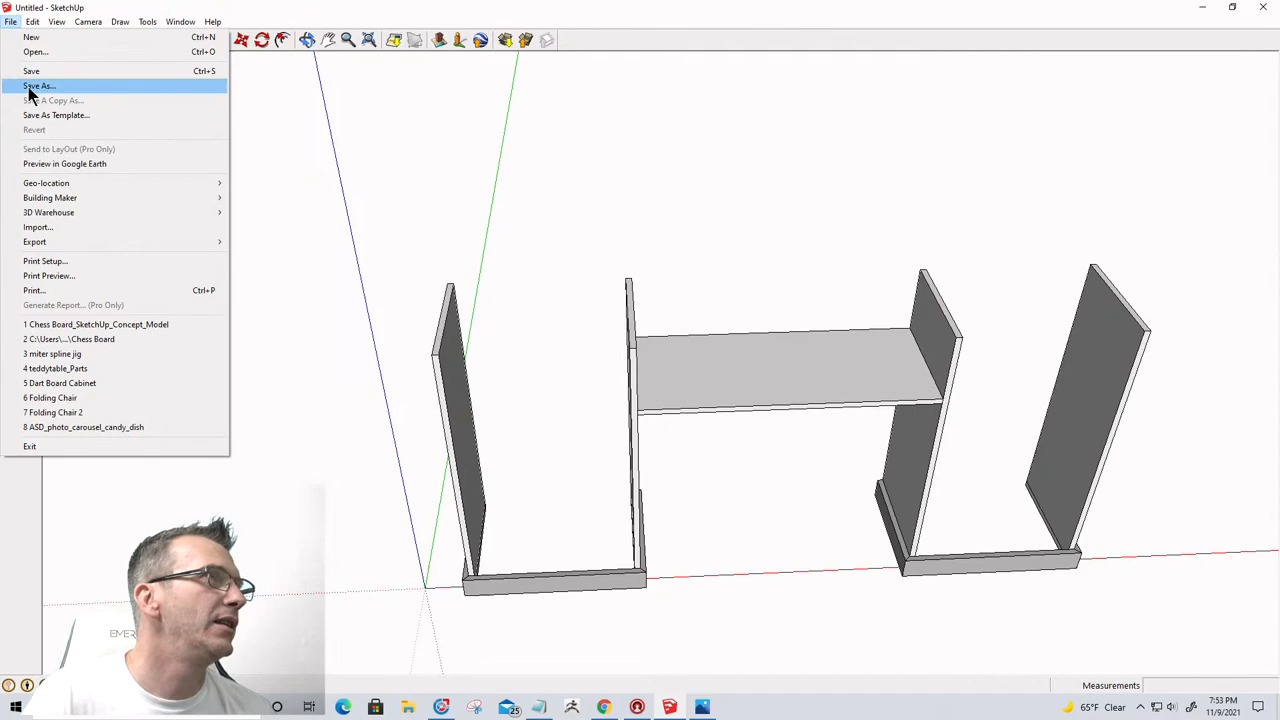 Untitled - SketchUp
File Edit View Camera Draw Tools Window Help
New Ctrl+N
Open... Ctrl+O
Save Ctrl+S
Save As...
A Copy As...
Save As Template...
Revert
Send to LayOut (Pro Only)
Preview in Google Earth
Geo-location
Building Maker
3D Warehouse
Import...
Export
Print Setup...
Print Preview...
Print... Ctrl+P
Generate Report... (Pro Only)
1 Chess Board_SketchUp_Concept_Model
2 C:\Users\...\Chess Board
3 miter spline jig
4 teddytable_Parts
5 Dart Board Cabinet
6 Folding Chair
7 Folding Chair 2
8 ASD_photo_carousel_candy_dish
Exit
Measurements
25
65°F Clear
7:53 PM
11/9/2021